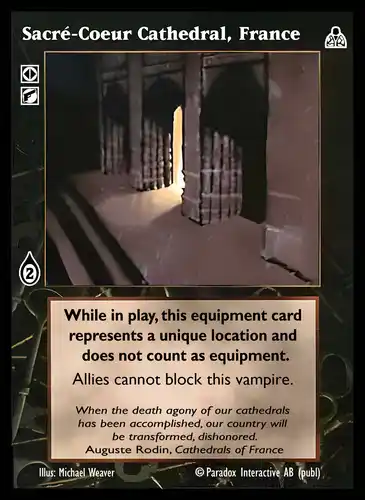 Sacré-Coeur Cathedral, France
2
While in play, this equipment card
represents a unique location and
does not count as equipment.
Allies cannot block this vampire.
When the death agony of our cathedrals
has been accomplished, our country will
be transformed, dishonored.
Auguste Rodin, Cathedrals of France
Illus: Michael Weaver
© Paradox Interactive AB (publ)